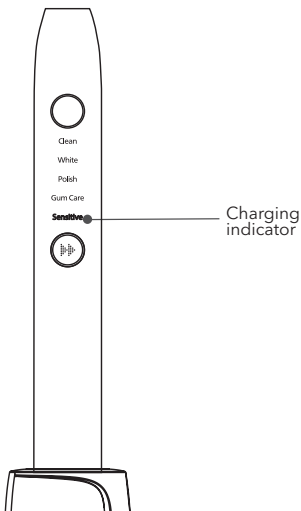 Clean
White
Polish
Gum Care
Sensitive
Charging
indicator